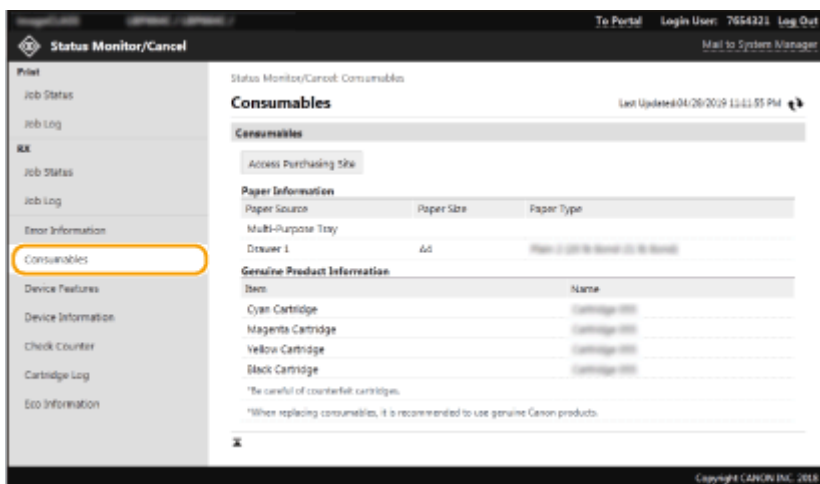 To Portal Login User: 7654321 Log Out
Status Monitor/Cancel
Mail to System Manager
Print
Job Status
Job Log
RX
Job Status
Job Log
Error Information
Consumables
Device Features
Device Information
Check Counter
Cartridge Log
Eco Information
Status Monitor/Cancel: Consumables
Consumables
Last Updated:04/28/2019 11:11:55 PM
Consumables
Access Purchasing Site
Paper Information
Paper Source Paper Size Paper Type
Multi-Purpose Tray
Drawer 1 A4
Genuine Product Information
Item Name
Cyan Cartridge
Magenta Cartridge
Yellow Cartridge
Black Cartridge
*Be careful of counterfeit cartridges.
*When replacing consumables, it is recommended to use genuine Canon products.
Copyright CANON INC. 2018